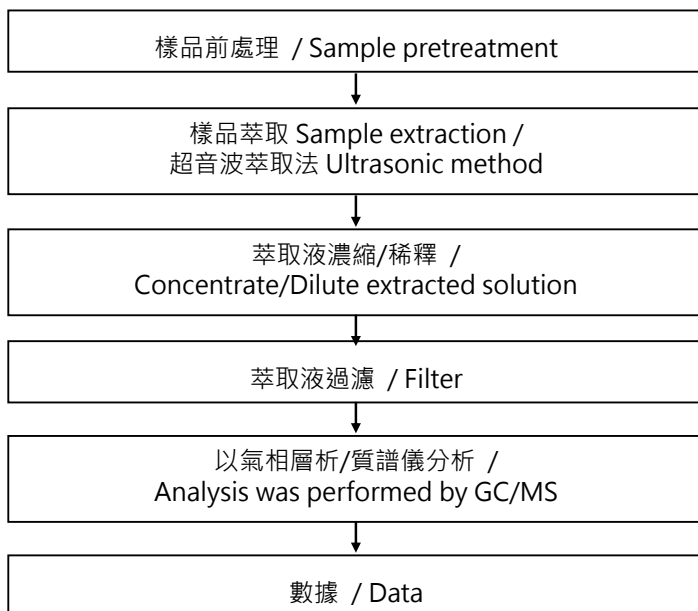 樣品前處理 / Sample pretreatment
樣品萃取 Sample extraction /
超音波萃取法 Ultrasonic method
萃取液濃縮/稀釋 /
Concentrate/Dilute extracted solution
萃取液過濾 / Filter
以氣相層析/質譜儀分析 /
Analysis was performed by GC/MS
數據 / Data